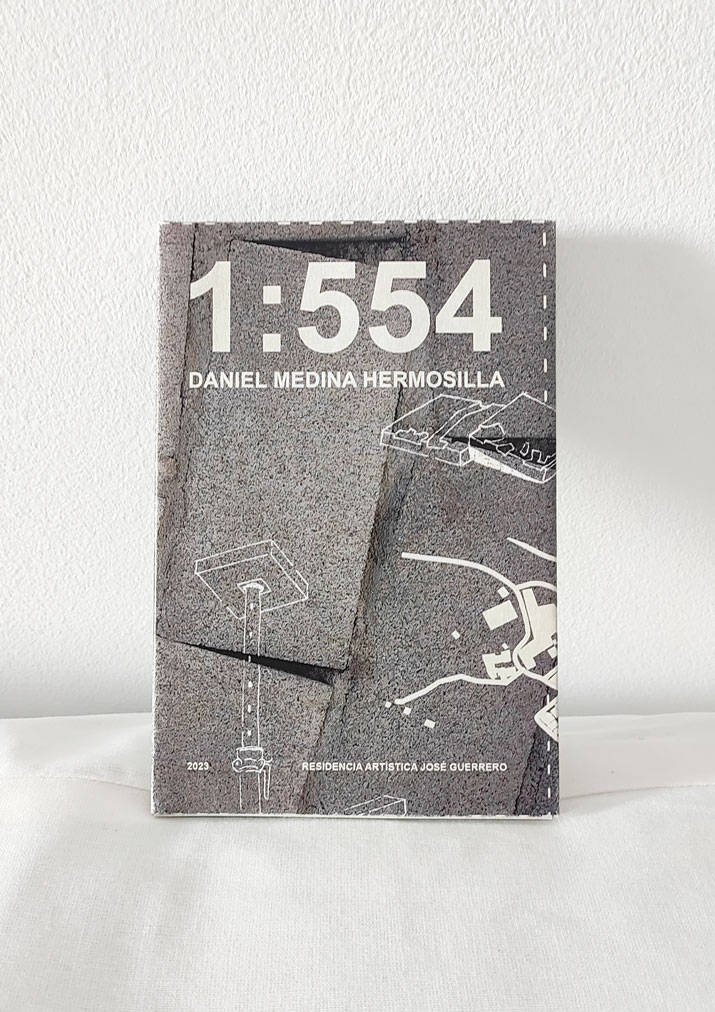 1:554
DANIEL MEDINA HERMOSILLA
2023 RESIDENCIA ARTÍSTICA JOSÉ GUERRERO